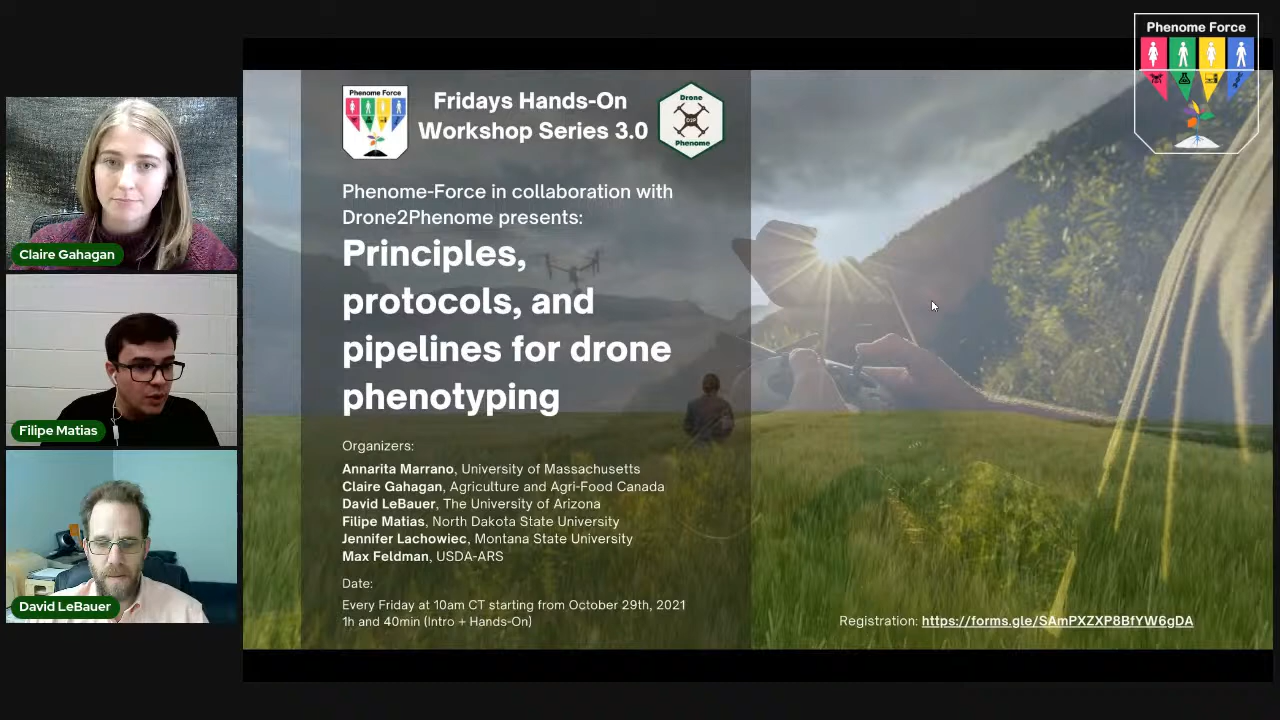 Phenome Force
Phenome Force
Fridays Hands-On
Workshop Series 3.0
Drone
D2P
Phenome
Phenome-Force in collaboration with
Drone2Phenome presents:
Principles,
protocols, and
pipelines for drone
phenotyping
Organizers:
Annarita Marrano, University of Massachusetts
Claire Gahagan, Agriculture and Agri-Food Canada
David LeBauer, The University of Arizona
Filipe Matias, North Dakota State University
Jennifer Lachowiec, Montana State University
Max Feldman, USDA-ARS
Date:
Every Friday at 10am CT starting from October 29th, 2021
1h and 40min (Intro + Hands-On)
Registration: https://forms.gle/SAmPXZXP8BfYW6gDA
Claire Gahagan
Filipe Matias
David LeBauer